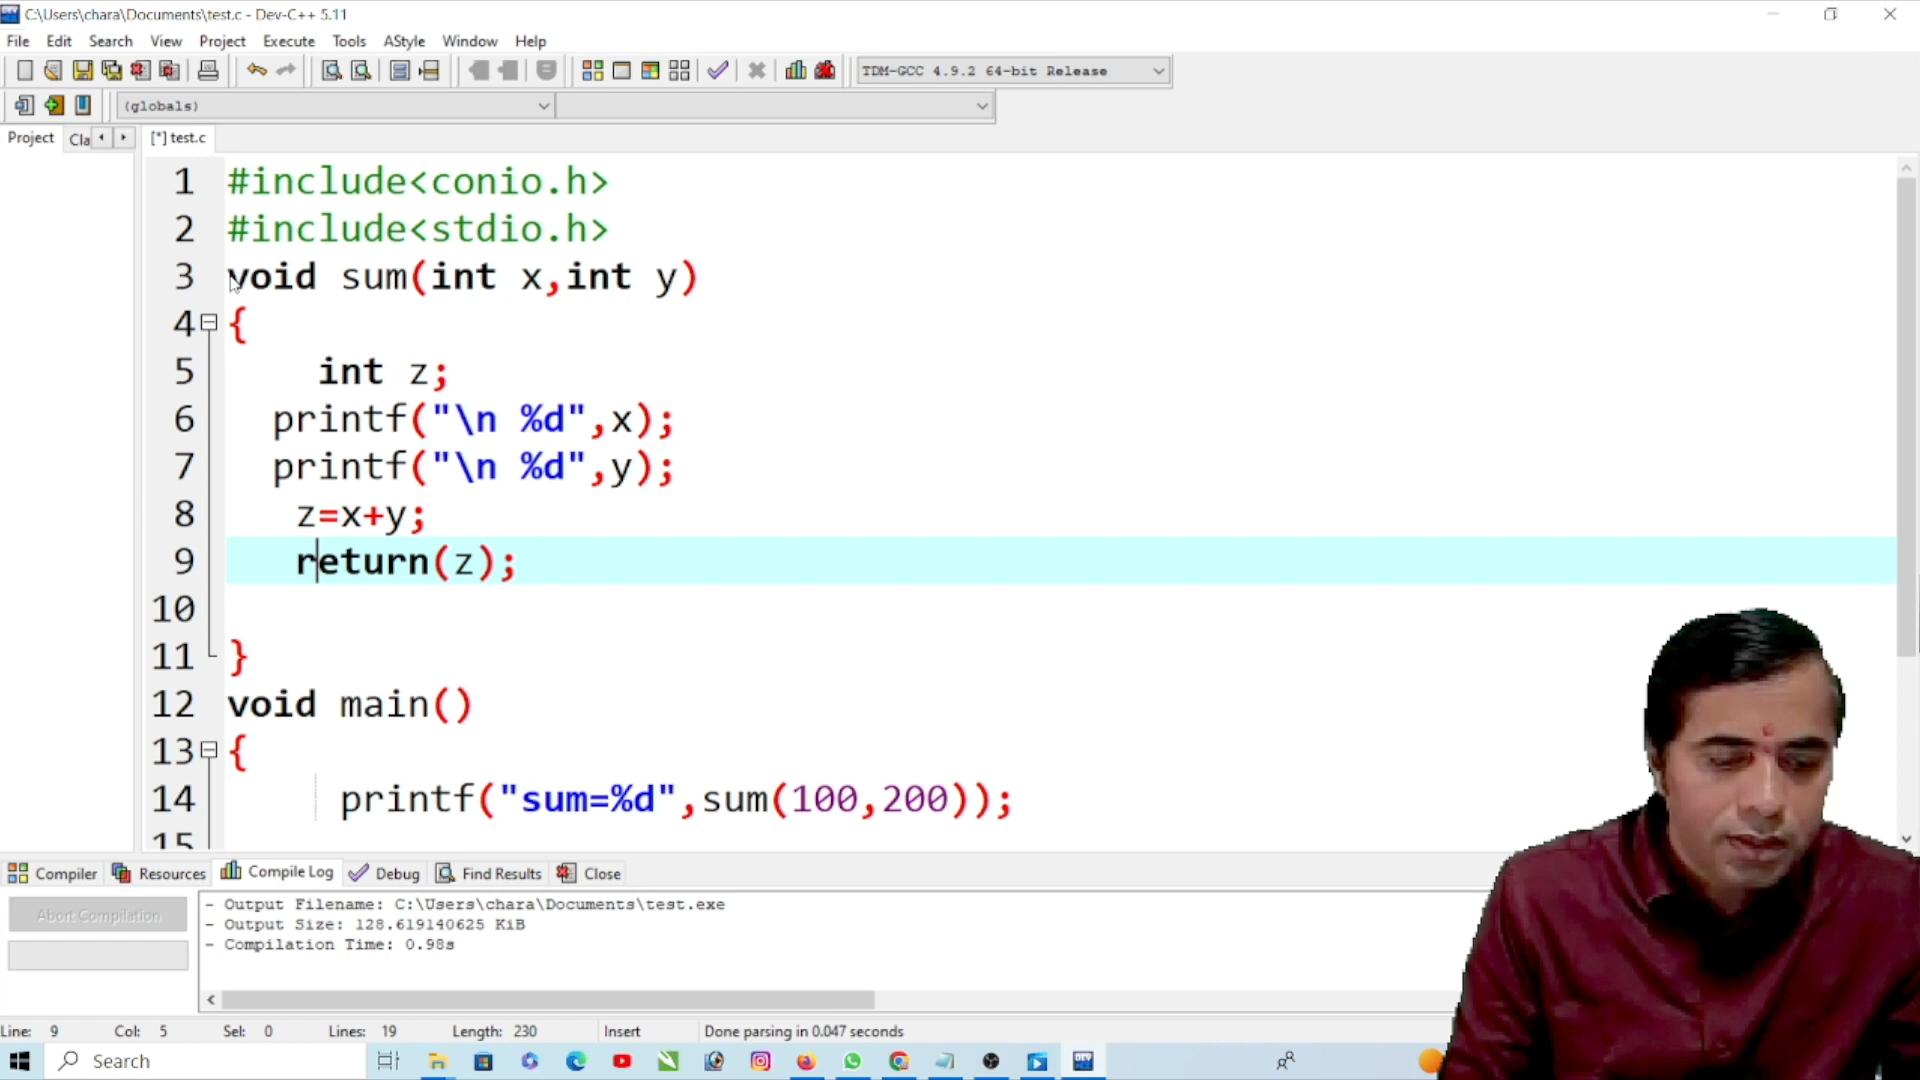 C:\Users\chara\Documents\test.c - Dev-C++ 5.11
File Edit Search View Project Execute Tools AStyle Window Help
TDM-GCC 4.9.2 64-bit Release
(globals)
Project Cla [*] test.c
1 #include<conio.h>
2 #include<stdio.h>
3 void sum(int x,int y)
4 {
5 int z;
6 printf("\n %d",x);
7 printf("\n %d",y);
8 z=x+y;
9 return(z);
10
11 }
12 void main()
13 {
14 printf("sum=%d",sum(100,200));
15
Compiler Resources Compile Log Debug Find Results Close
Abort Compilation
- Output Filename: C:\Users\chara\Documents\test.exe
- Output Size: 128.619140625 KiB
- Compilation Time: 0.98s
Line: 9 Col: 5 Sel: 0 Lines: 19 Length: 230 Insert Done parsing in 0.047 seconds
Search